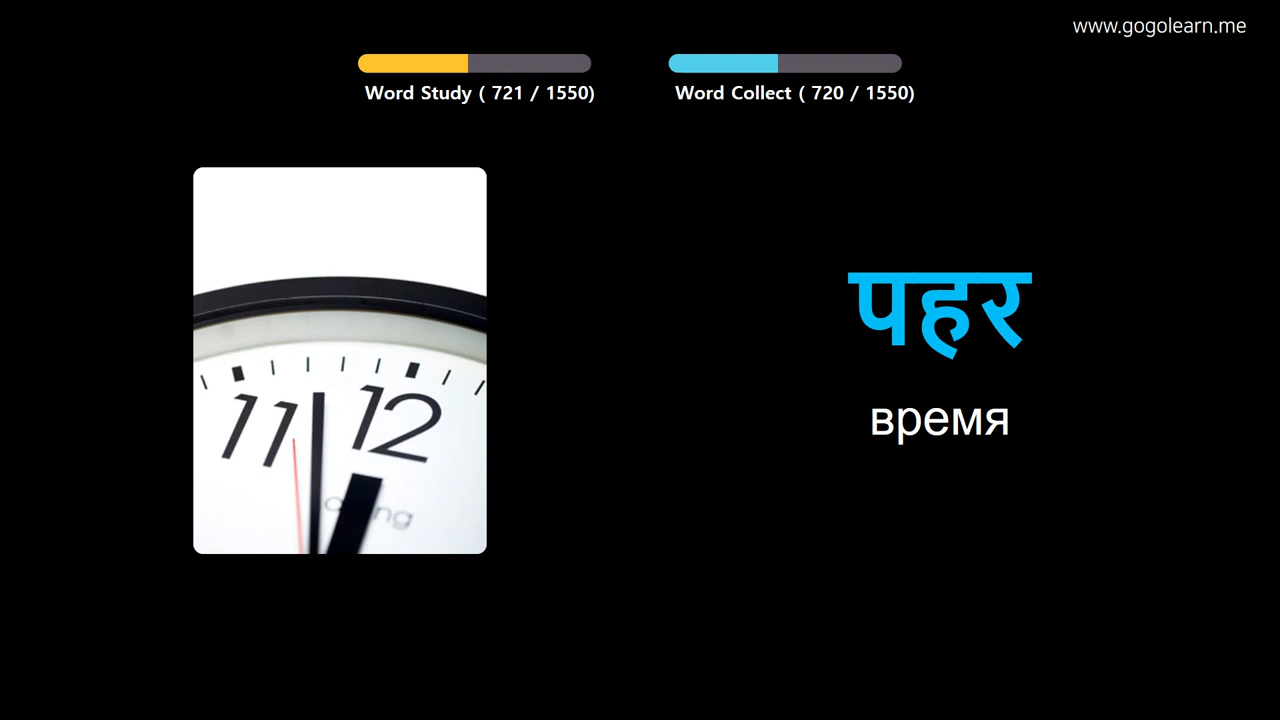 www.gogolearn.me
Word Study ( 721 / 1550)
Word Collect ( 720 / 1550)
पहर
время
11
12